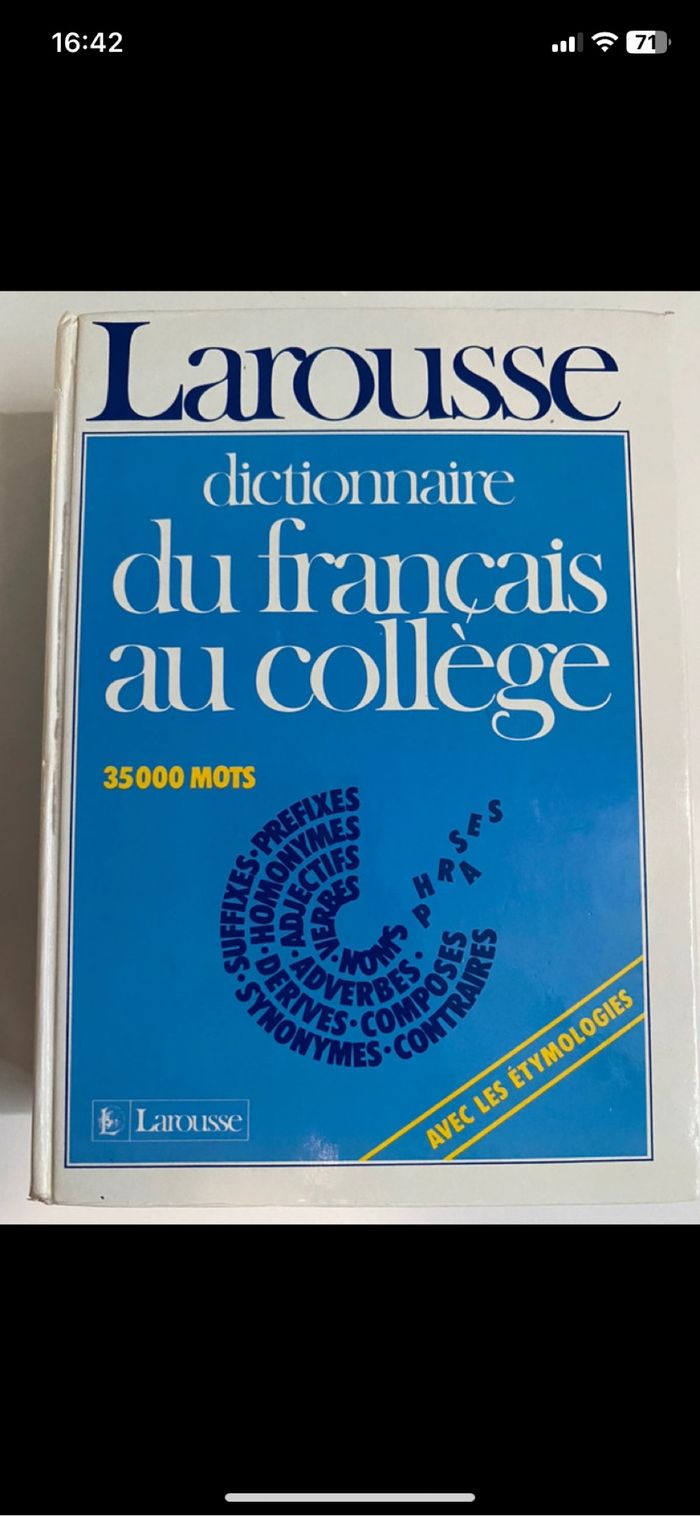 16:42
71
Larousse
dictionnaire
du français
au collège
35000 MOTS
SUFFIXES·PREFIXES
HOMONYMES
ADJECTIFS
VERBES
NOMS
PHRASES
ADVERBES·
DERIVES·COMPOSES
SYNONYMES·CONTRAIRES
AVEC LES ÉTYMOLOGIES
L Larousse